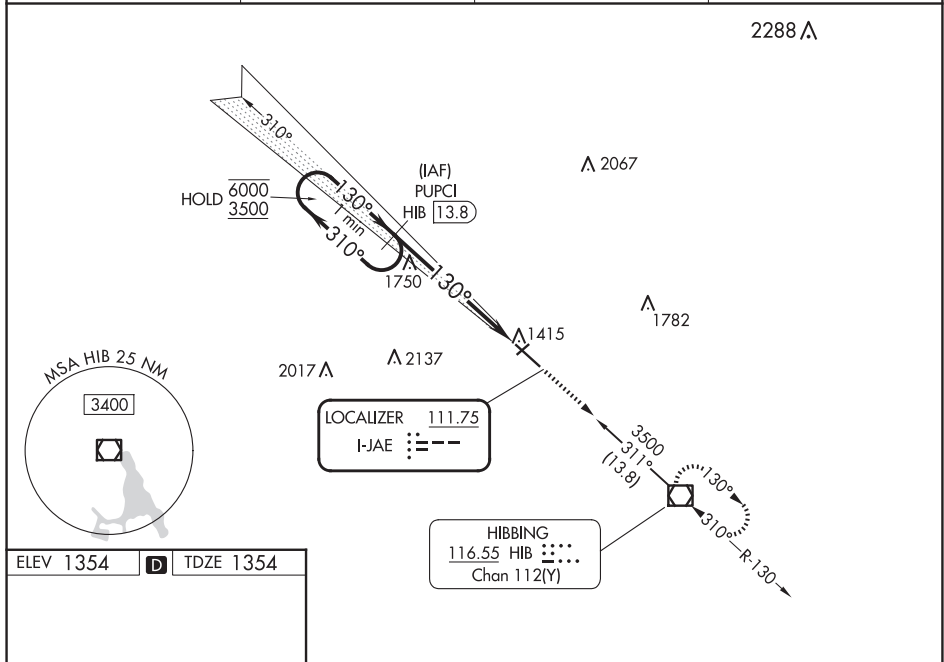 2288
310°
2067
(IAF)
PUPCI
HIB 13.8
HOLD 6000
3500
130°
1 min
310°
1750
130°
1415
1782
2017
2137
MSA HIB 25 NM
3400
LOCALIZER 111.75
I-JAE
3500
311°
(13.8)
130°
310°
R-130
HIBBING
116.55 HIB
Chan 112(Y)
ELEV 1354 D TDZE 1354